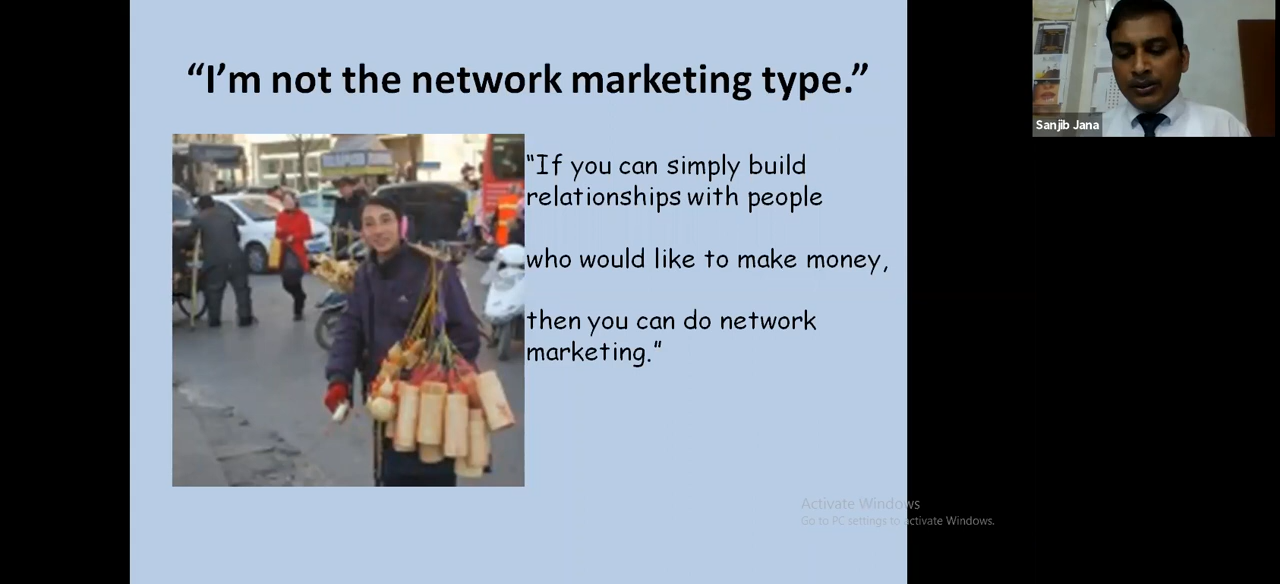 “I’m not the network marketing type.”
“If you can simply build
relationships with people
who would like to make money,
then you can do network
marketing.”
Sanjib Jana
Activate Windows
Go to PC settings to activate Windows.